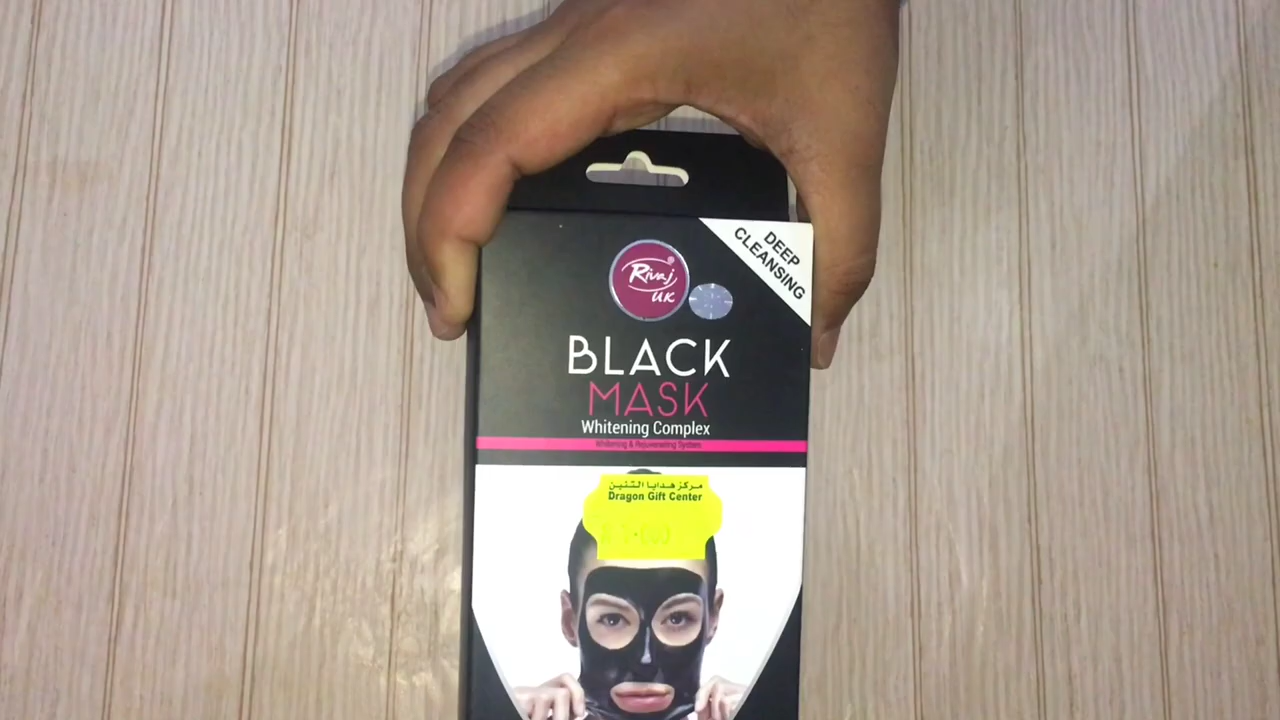 DEEP
CLEANSING
Rivaj
UK
BLACK
MASK
Whitening Complex
Whitening & Rejuvenating System
مركز هدايا التنين
Dragon Gift Center